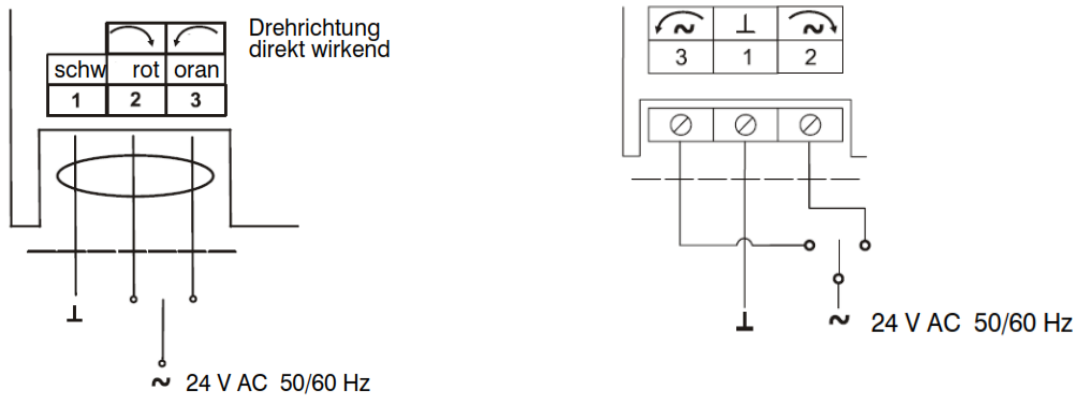 Drehrichtung
direkt wirkend
schw rot oran
1 2 3
⊥
~ 24 V AC 50/60 Hz
~ ⊥ ~
3 1 2
⊥
~ 24 V AC 50/60 Hz